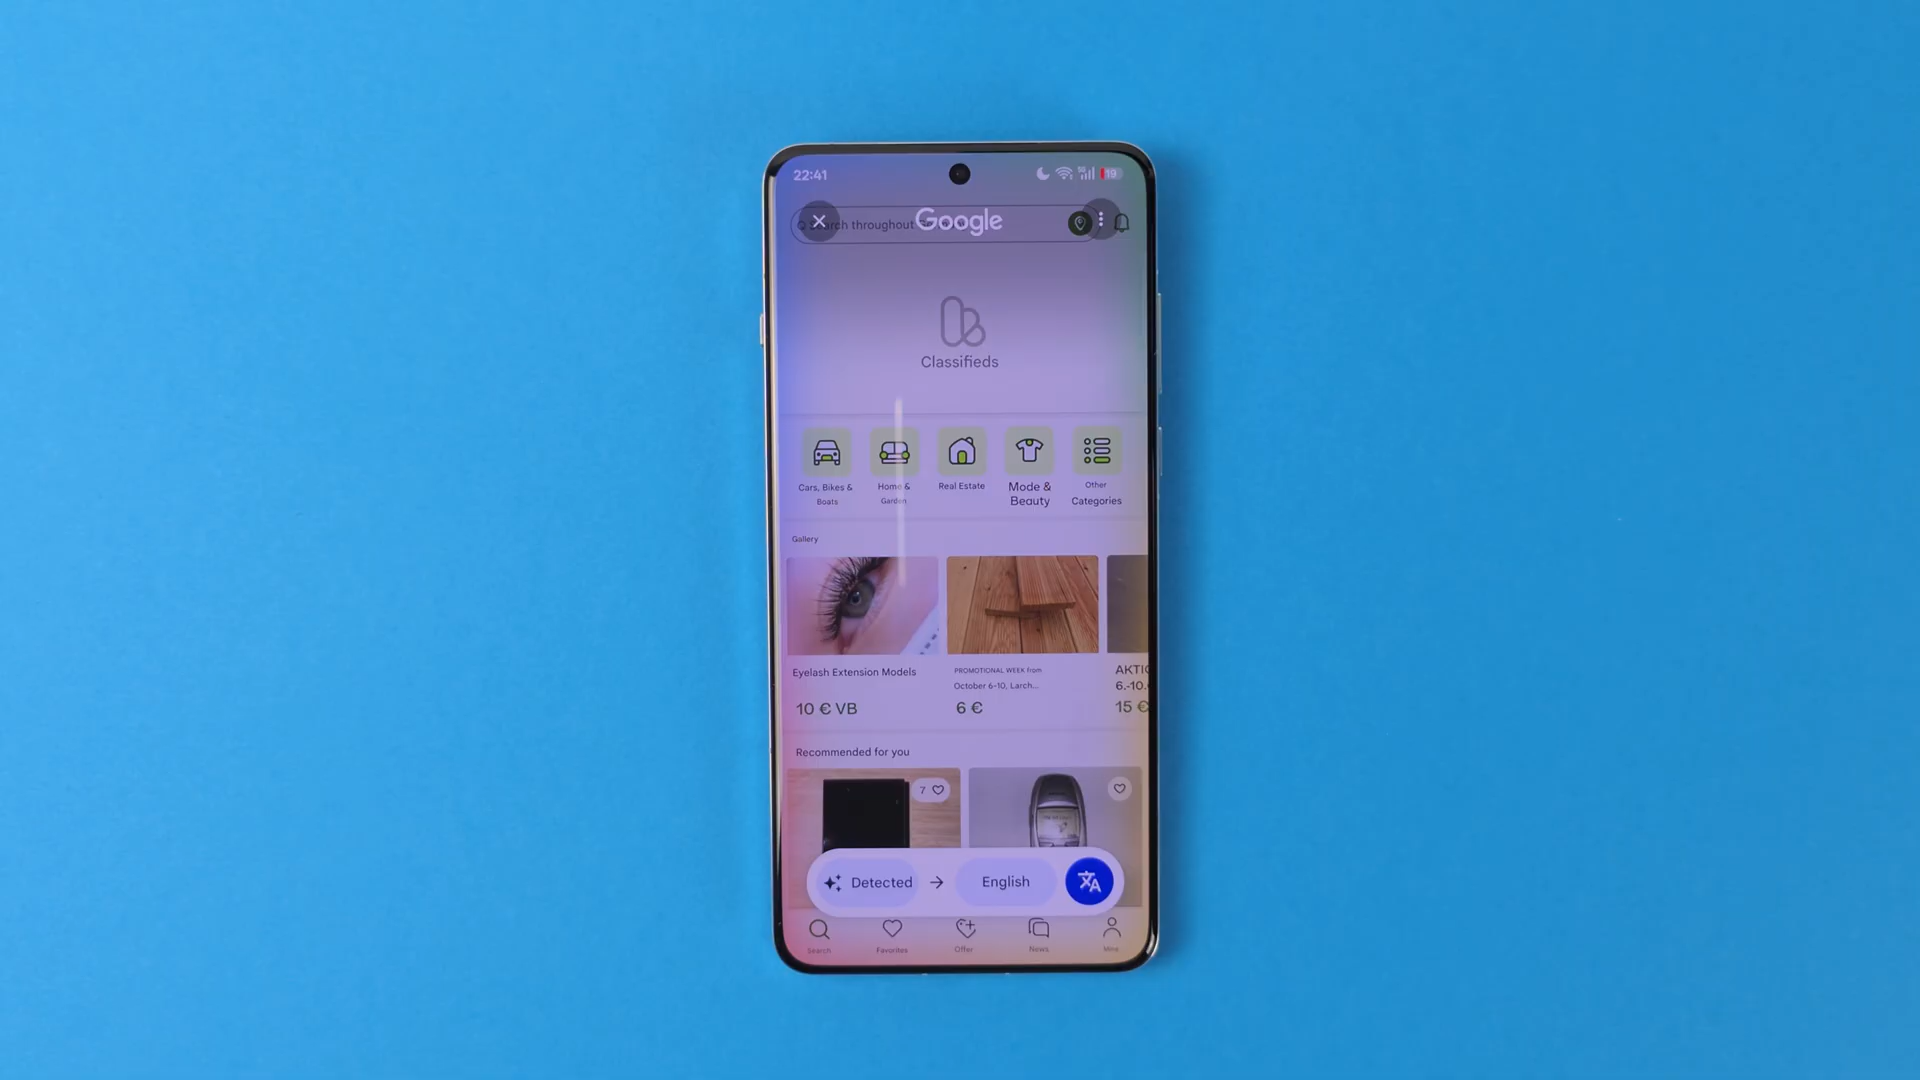 22:41
19
Search throughout
Google
Classifieds
Cars, Bikes &
Boats
Home &
Garden
Real Estate
Mode &
Beauty
Other
Categories
Gallery
Eyelash Extension Models
10 € VB
PROMOTIONAL WEEK from
October 6-10, Larch...
6 €
AKTIO
6.-10.
15 €
Recommended for you
7
Detected → English
Search
Favorites
Offer
News
Mine